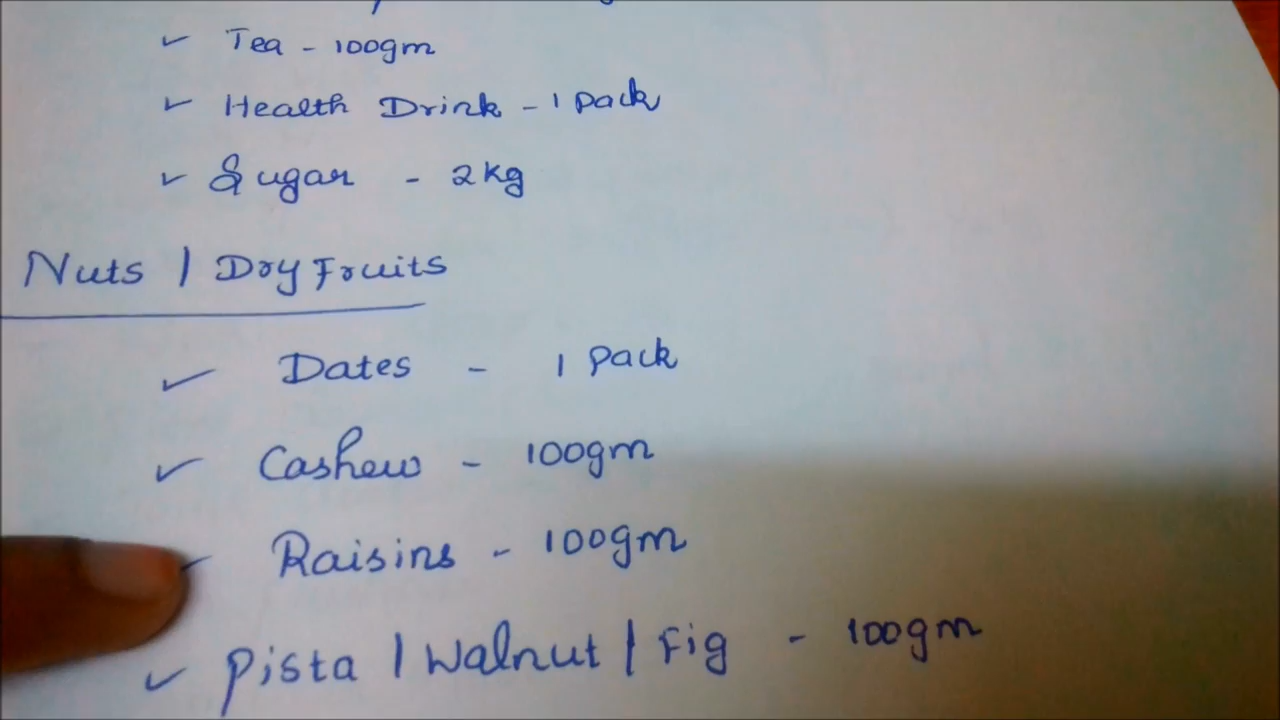 ✓ Tea - 100gm
✓ Health Drink - 1 pack
✓ Sugar - 2kg
Nuts / Dry Fruits
✓ Dates - 1 pack
✓ Cashew - 100gm
✓ Raisins - 100gm
✓ Pista / Walnut / Fig - 100gm